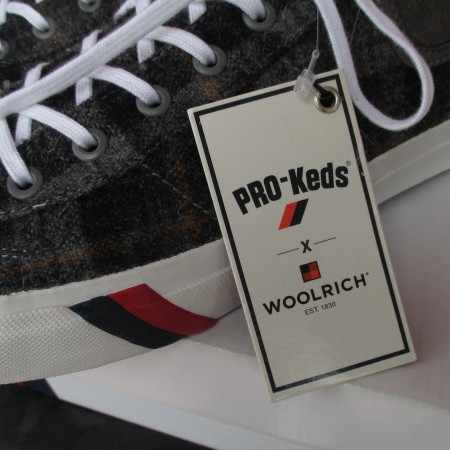 PRO-Keds®
X
WOOLRICH®
EST. 1830